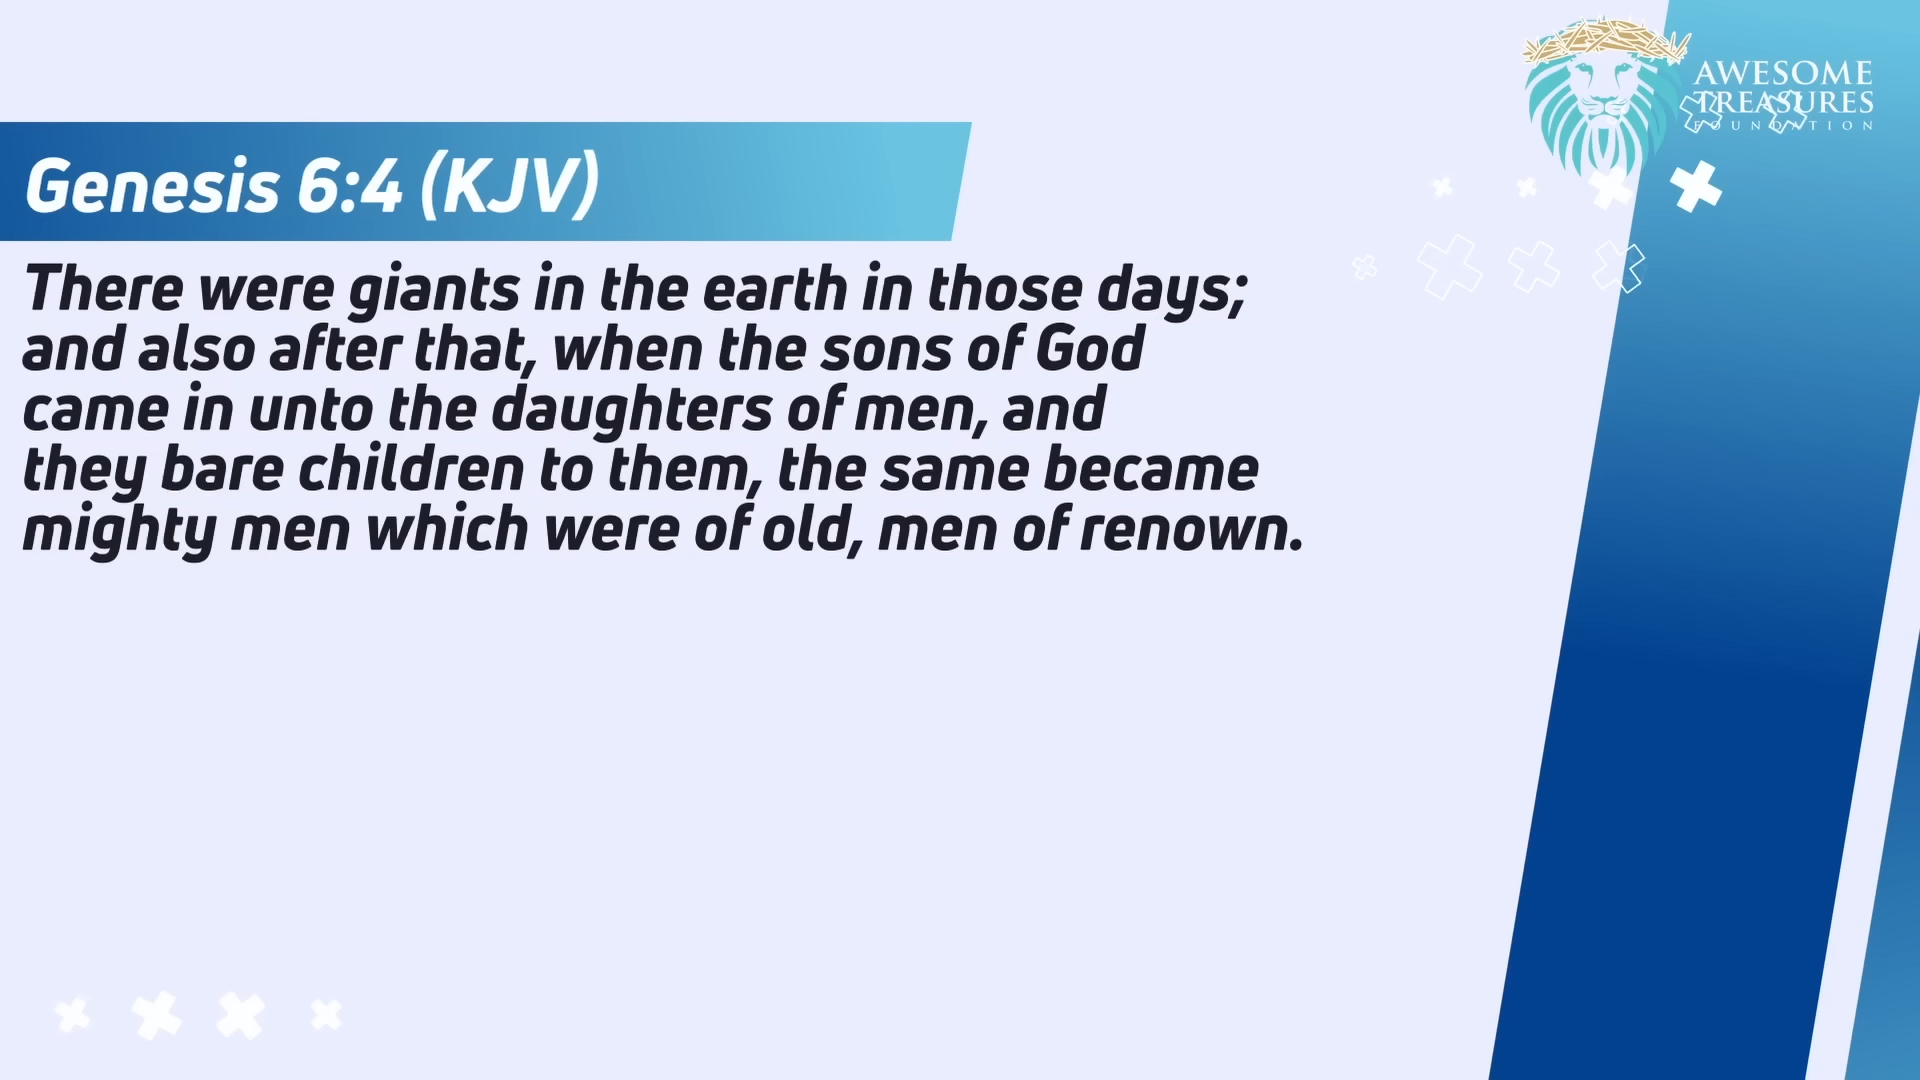 AWESOME
TREASURES
FOUNDATION
Genesis 6:4 (KJV)
There were giants in the earth in those days;
and also after that, when the sons of God
came in unto the daughters of men, and
they bare children to them, the same became
mighty men which were of old, men of renown.